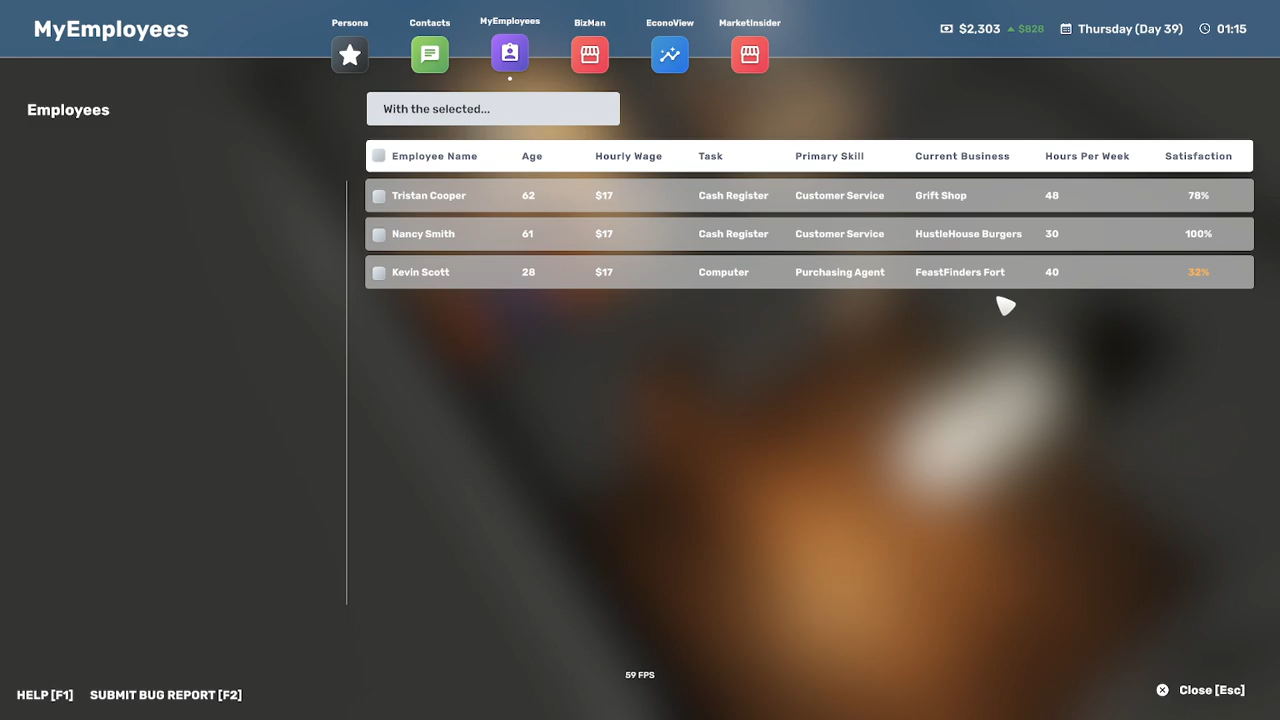 MyEmployees
Persona
Contacts
MyEmployees
BizMan
EconoView
MarketInsider
$2,303 $828
Thursday (Day 39)
01:15
Employees
With the selected...
Employee Name Age Hourly Wage Task Primary Skill Current Business Hours Per Week Satisfaction
Tristan Cooper 62 $17 Cash Register Customer Service Grift Shop 48 78%
Nancy Smith 61 $17 Cash Register Customer Service HustleHouse Burgers 30 100%
Kevin Scott 28 $17 Computer Purchasing Agent FeastFinders Fort 40 32%
59 FPS
HELP [F1] SUBMIT BUG REPORT [F2]
Close [Esc]